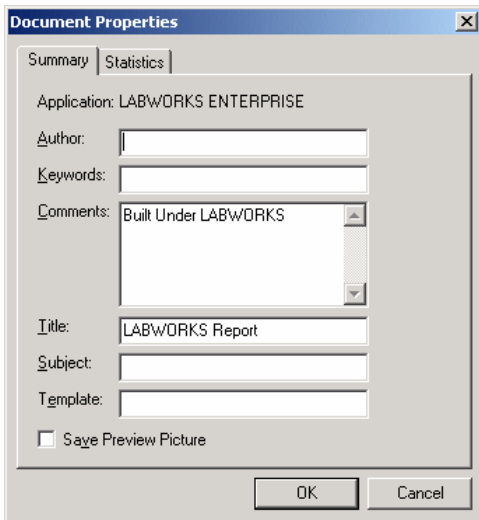 Document Properties
Summary Statistics
Application: LABWORKS ENTERPRISE
Author:
Keywords:
Comments: Built Under LABWORKS
Title: LABWORKS Report
Subject:
Template:
Save Preview Picture
OK Cancel